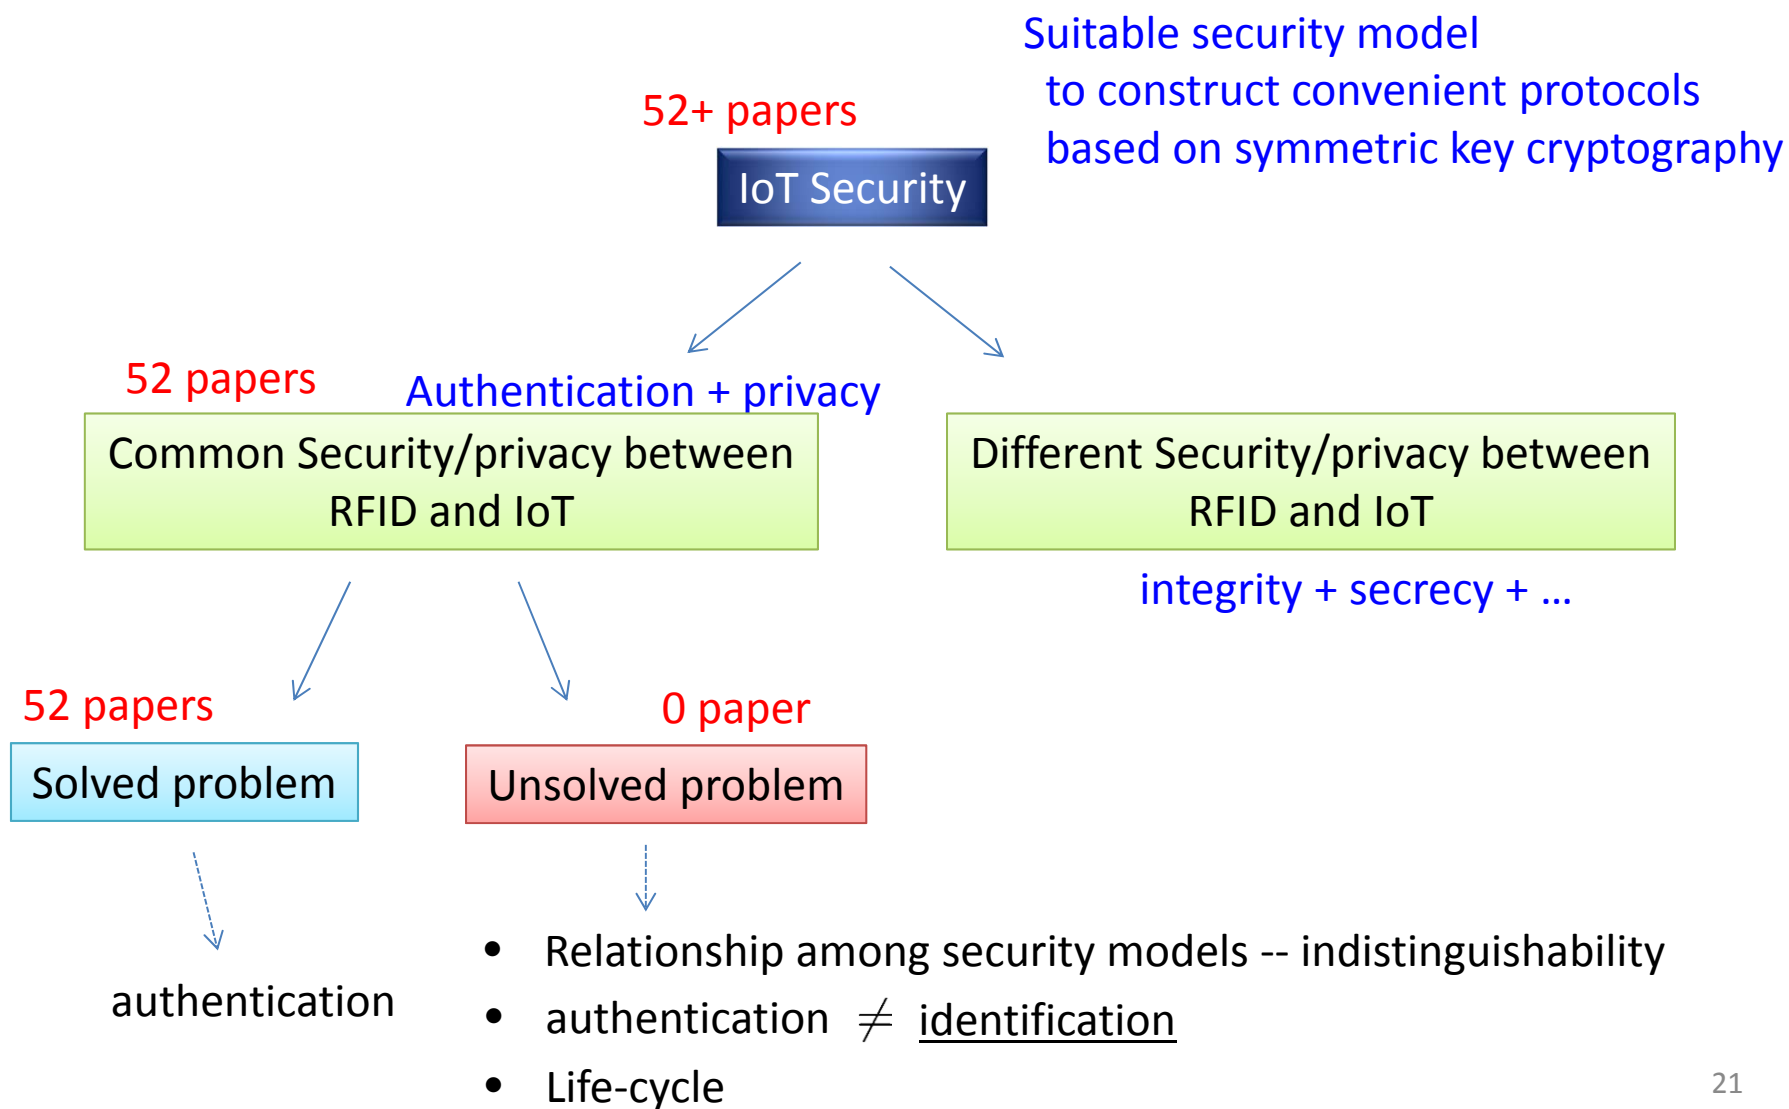 Suitable security model
to construct convenient protocols
based on symmetric key cryptography
52+ papers
IoT Security
52 papers
Authentication + privacy
Common Security/privacy between
RFID and IoT
Different Security/privacy between
RFID and IoT
integrity + secrecy + ...
52 papers
0 paper
Solved problem
Unsolved problem
authentication
• Relationship among security models -- indistinguishability
• authentication ≠ identification
• Life-cycle
21